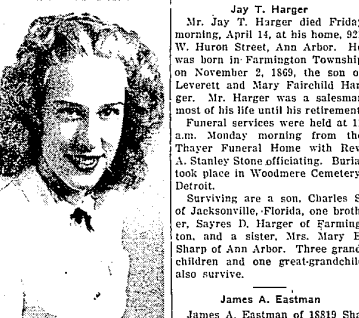 Jay T. Harger
Mr. Jay T. Harger died Friday
morning, April 14, at his home, 92
W. Huron Street, Ann Arbor. He
was born in Farmington Township
on November 2, 1869, the son of
Leverett and Mary Fairchild Har-
ger. Mr. Harger was a salesman
most of his life until his retirement.
Funeral services were held at 1
a.m. Monday morning from the
Thayer Funeral Home with Rev.
A. Stanley Stone officiating. Burial
took place in Woodmere Cemetery,
Detroit.
Surviving are a son, Charles S
of Jacksonville, Florida, one broth-
er, Sayres D. Harger of Farming-
ton, and a sister, Mrs. Mary E
Sharp of Ann Arbor. Three grand
children and one great-grandchild
also survive.
James A. Eastman
James A. Eastman of 18819 Sha